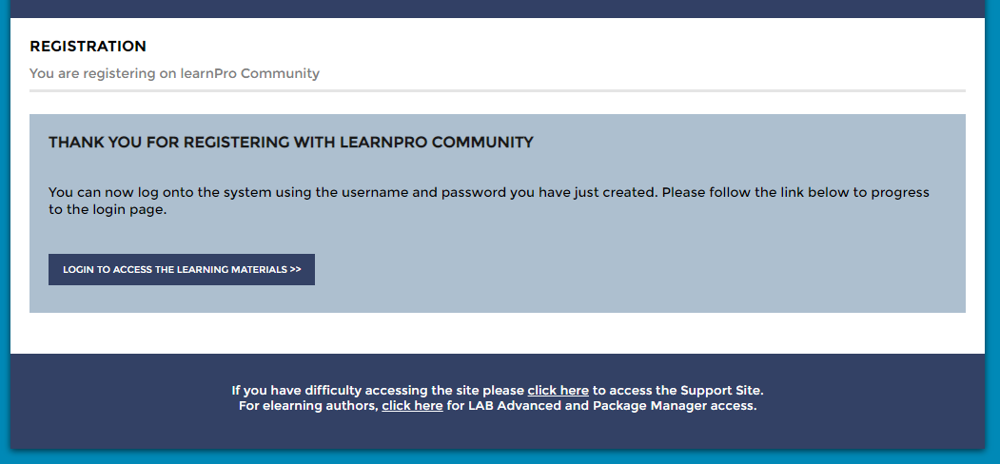 REGISTRATION
You are registering on learnPro Community
THANK YOU FOR REGISTERING WITH LEARNPRO COMMUNITY
You can now log onto the system using the username and password you have just created. Please follow the link below to progress
to the login page.
LOGIN TO ACCESS THE LEARNING MATERIALS >>
If you have difficulty accessing the site please click here to access the Support Site.
For elearning authors, click here for LAB Advanced and Package Manager access.